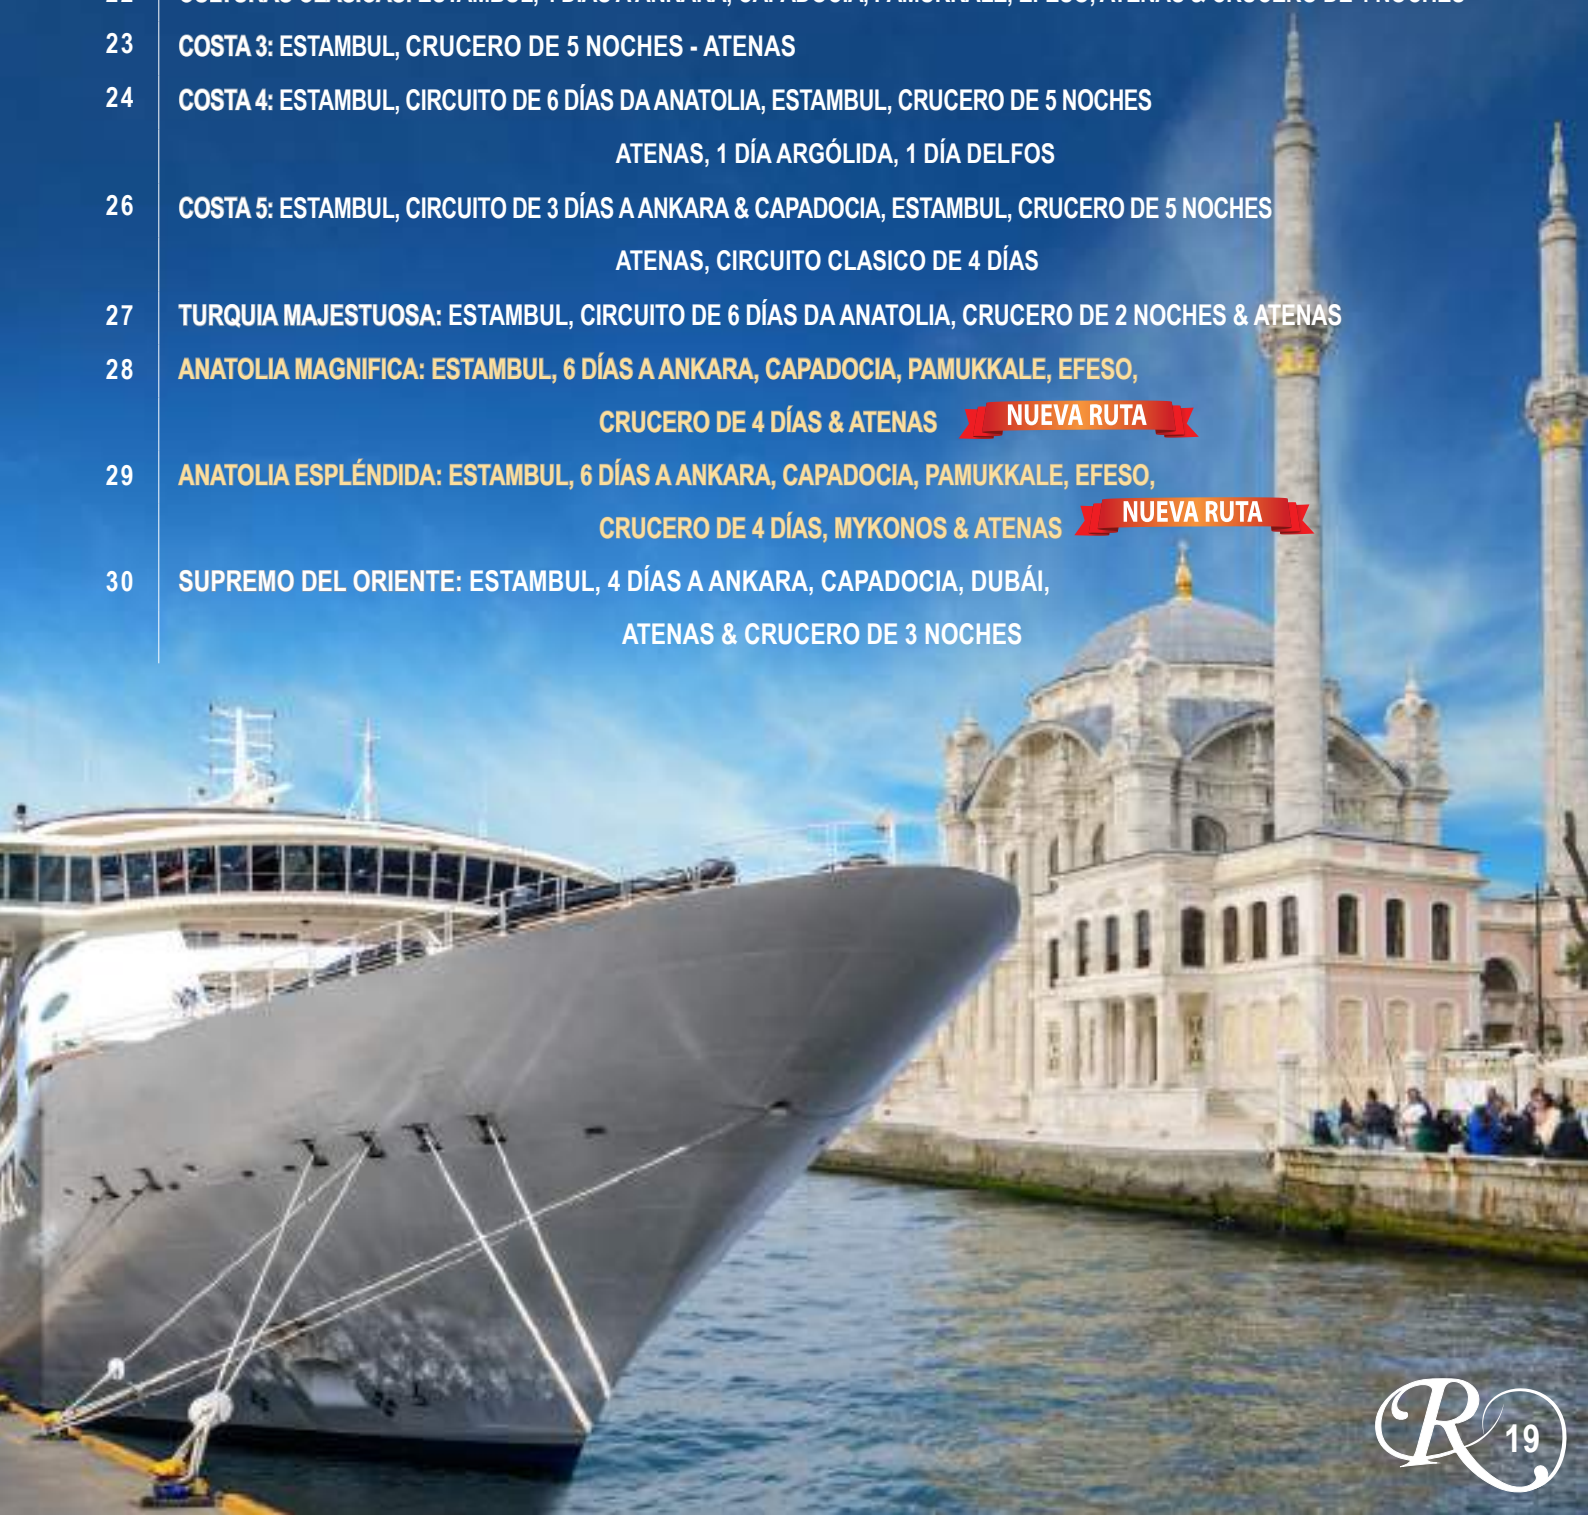 23 COSTA 3: ESTAMBUL, CRUCERO DE 5 NOCHES - ATENAS
24 COSTA 4: ESTAMBUL, CIRCUITO DE 6 DÍAS DA ANATOLIA, ESTAMBUL, CRUCERO DE 5 NOCHES
ATENAS, 1 DÍA ARGÓLIDA, 1 DÍA DELFOS
26 COSTA 5: ESTAMBUL, CIRCUITO DE 3 DÍAS A ANKARA & CAPADOCIA, ESTAMBUL, CRUCERO DE 5 NOCHES
ATENAS, CIRCUITO CLASICO DE 4 DÍAS
27 TURQUIA MAJESTUOSA: ESTAMBUL, CIRCUITO DE 6 DÍAS DA ANATOLIA, CRUCERO DE 2 NOCHES & ATENAS
28 ANATOLIA MAGNIFICA: ESTAMBUL, 6 DÍAS A ANKARA, CAPADOCIA, PAMUKKALE, EFESO,
CRUCERO DE 4 DÍAS & ATENAS NUEVA RUTA
29 ANATOLIA ESPLÉNDIDA: ESTAMBUL, 6 DÍAS A ANKARA, CAPADOCIA, PAMUKKALE, EFESO,
CRUCERO DE 4 DÍAS, MYKONOS & ATENAS NUEVA RUTA
30 SUPREMO DEL ORIENTE: ESTAMBUL, 4 DÍAS A ANKARA, CAPADOCIA, DUBÁI,
ATENAS & CRUCERO DE 3 NOCHES
R 19